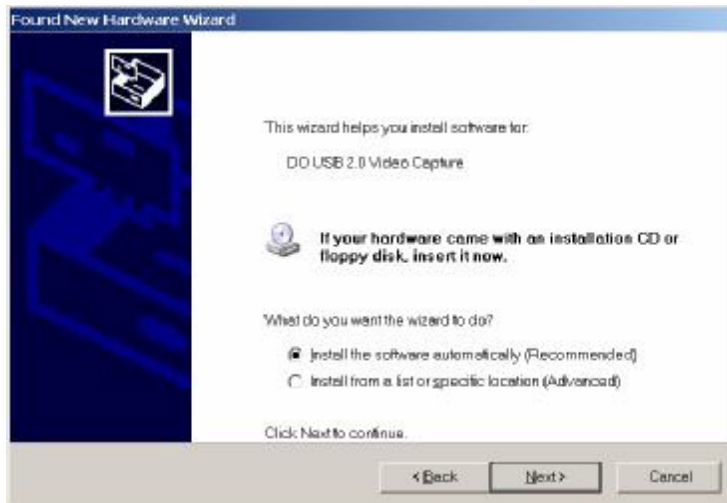 Found New Hardware Wizard
This wizard helps you install software for:
DO USB 2.0 Video Capture
If your hardware came with an installation CD or
floppy disk, insert it now.
What do you want the wizard to do?
Install the software automatically (Recommended)
Install from a list or specific location (Advanced)
Click Next to continue.
< Back
Next >
Cancel